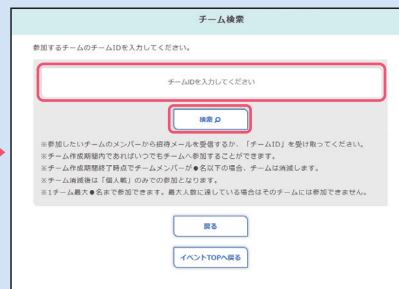 チーム検索
参加するチームのチームIDを入力してください。
チームIDを入力してください
検索
※参加したいチームのメンバーから招待メールを受信するか、「チームID」を受け取ってください。
※チーム作成期間内であればいつでもチームへ参加することができます。
※チーム作成期間終了時点でチームメンバーが●名以下の場合、チームは消滅します。
※チーム消滅後は「個人戦」のみでの参加となります。
※1チーム最大●名まで参加できます。最大人数に達している場合はそのチームには参加できません。
戻る
イベントTOPへ戻る